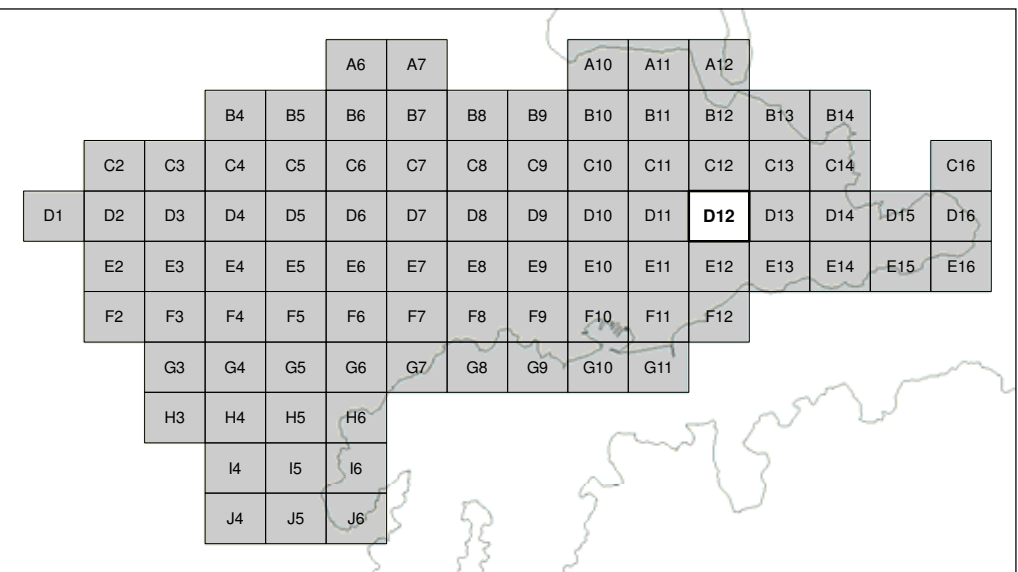 A6 A7 A10 A11 A12
B4 B5 B6 B7 B8 B9 B10 B11 B12 B13 B14
C2 C3 C4 C5 C6 C7 C8 C9 C10 C11 C12 C13 C14 C16
D1 D2 D3 D4 D5 D6 D7 D8 D9 D10 D11 D12 D13 D14 D15 D16
E2 E3 E4 E5 E6 E7 E8 E9 E10 E11 E12 E13 E14 E15 E16
F2 F3 F4 F5 F6 F7 F8 F9 F10 F11 F12
G3 G4 G5 G6 G7 G8 G9 G10 G11
H3 H4 H5 H6
I4 I5 I6
J4 J5 J6